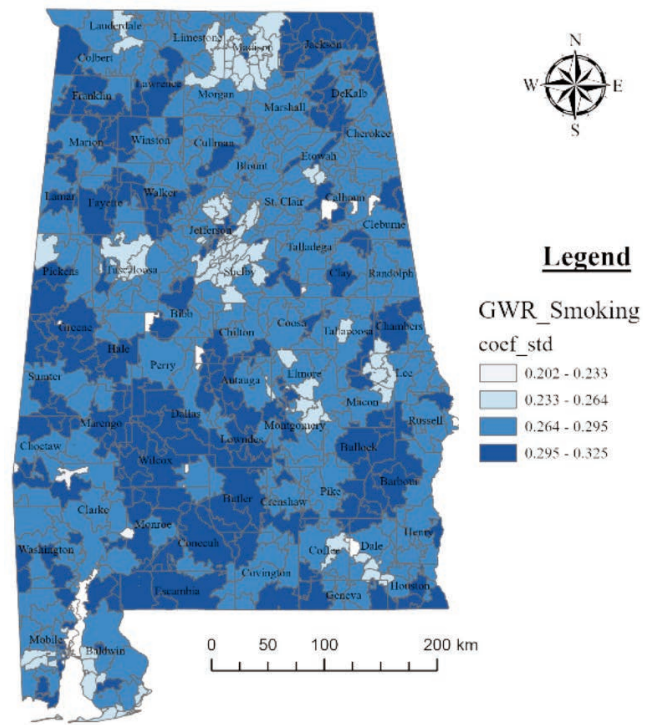 Lauderdale
Limestone
Madison
Jackson
Colbert
Lawrence
Franklin
Morgan
Marshall
DeKalb
Cherokee
Marion
Winston
Cullman
Etowah
Blount
Lamar
Fayette
Walker
St. Clair
Calhoun
Cleburne
Jefferson
Talladega
Pickens
Tuscaloosa
Shelby
Clay
Randolph
Greene
Bibb
Chilton
Coosa
Tallapoosa
Chambers
Hale
Perry
Sumter
Autauga
Elmore
Lee
Macon
Marengo
Dallas
Montgomery
Russell
Choctaw
Lowndes
Bullock
Wilcox
Barbour
Clarke
Butler
Crenshaw
Pike
Monroe
Conecuh
Coffee
Dale
Henry
Washington
Covington
Escambia
Geneva
Houston
Mobile
Baldwin
N
W
E
S
Legend
GWR_Smoking
coef_std
0.202 - 0.233
0.233 - 0.264
0.264 - 0.295
0.295 - 0.325
0 50 100 200 km